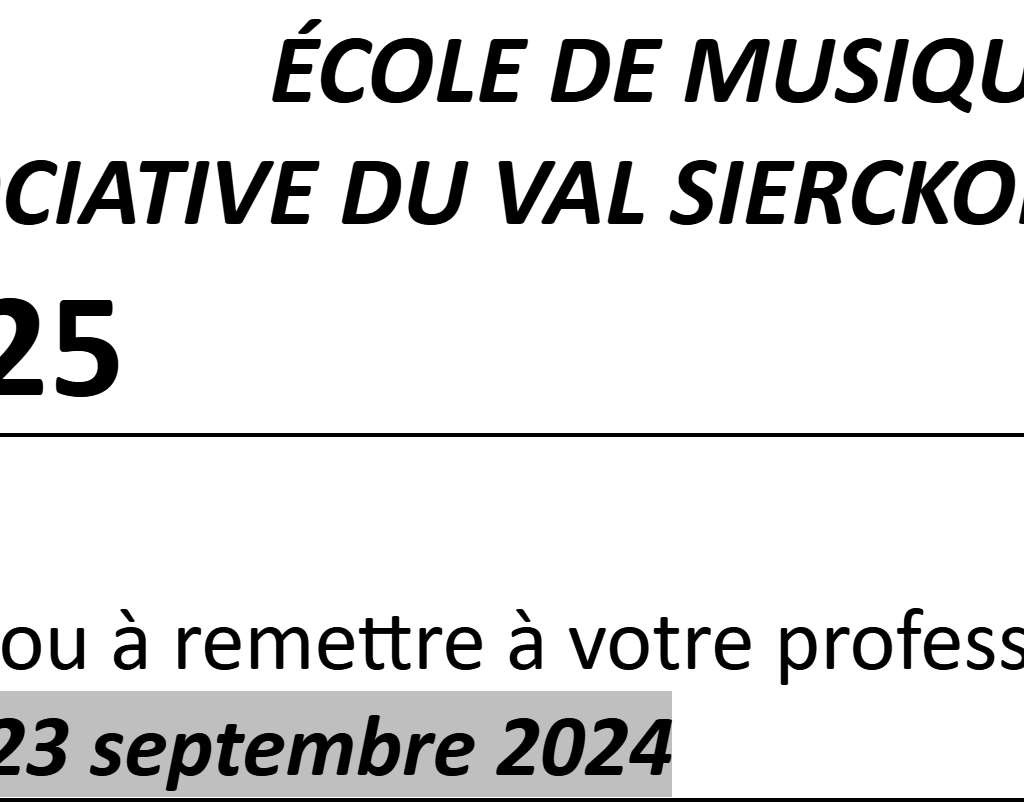 ÉCOLE DE MUSIQU
CIATIVE DU VAL SIERCKO
25
ou à remettre à votre profess
23 septembre 2024